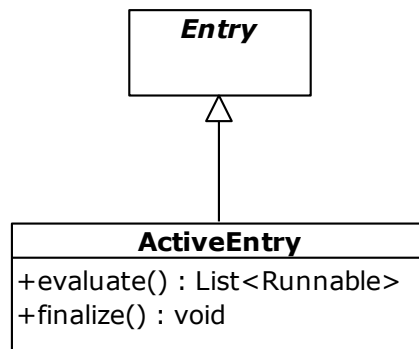 Entry
ActiveEntry
+evaluate() : List<Runnable>
+finalize() : void